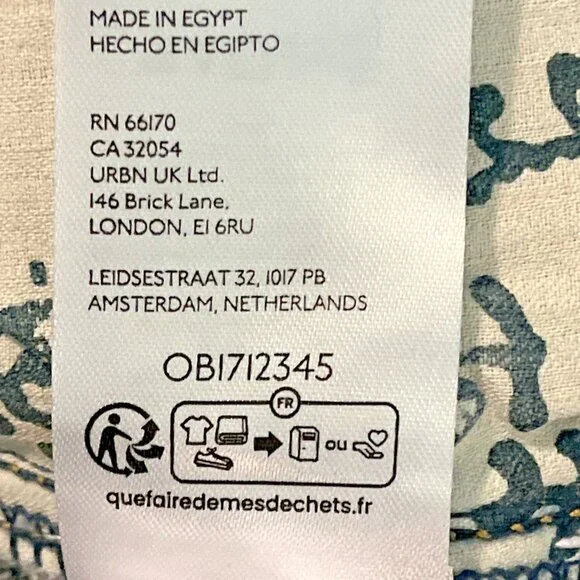 MADE IN EGYPT
HECHO EN EGIPTO
RN 66170
CA 32054
URBN UK Ltd.
146 Brick Lane,
LONDON, E1 6RU
LEIDSESTRAAT 32, 1017 PB
AMSTERDAM, NETHERLANDS
OB1712345
FR
ou
quefairedemesdechets.fr